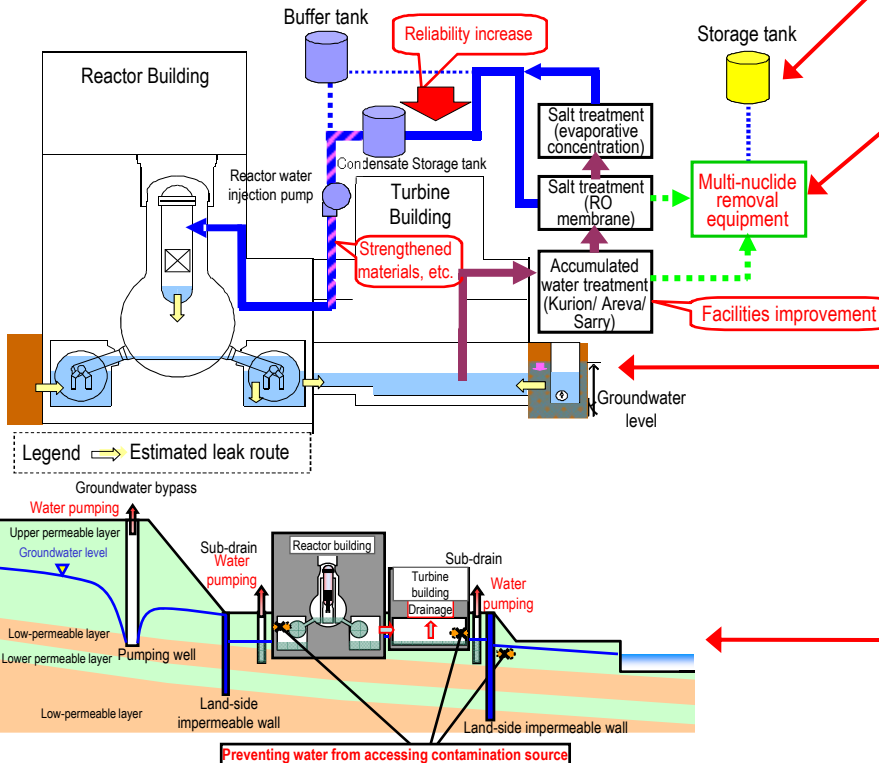 Buffer tank
Reliability increase
Storage tank
Reactor Building
Salt treatment
(evaporative
concentration)
Condensate Storage tank
Reactor water
injection pump
Turbine
Building
Salt treatment
(RO
membrane)
Multi-nuclide
removal
equipment
Strengthened
materials, etc.
Accumulated
water treatment
(Kurion/ Areva/
Sarry)
Facilities improvement
Groundwater
level
Legend
Estimated leak route
Groundwater bypass
Water pumping
Upper permeable layer
Groundwater level
Sub-drain
Water
pumping
Reactor building
Sub-drain
Water
pumping
Turbine
building
Drainage
Low-permeable layer
Pumping well
Lower permeable layer
Land-side
impermeable wall
Low-permeable layer
Land-side impermeable wall
Preventing water from accessing contamination source